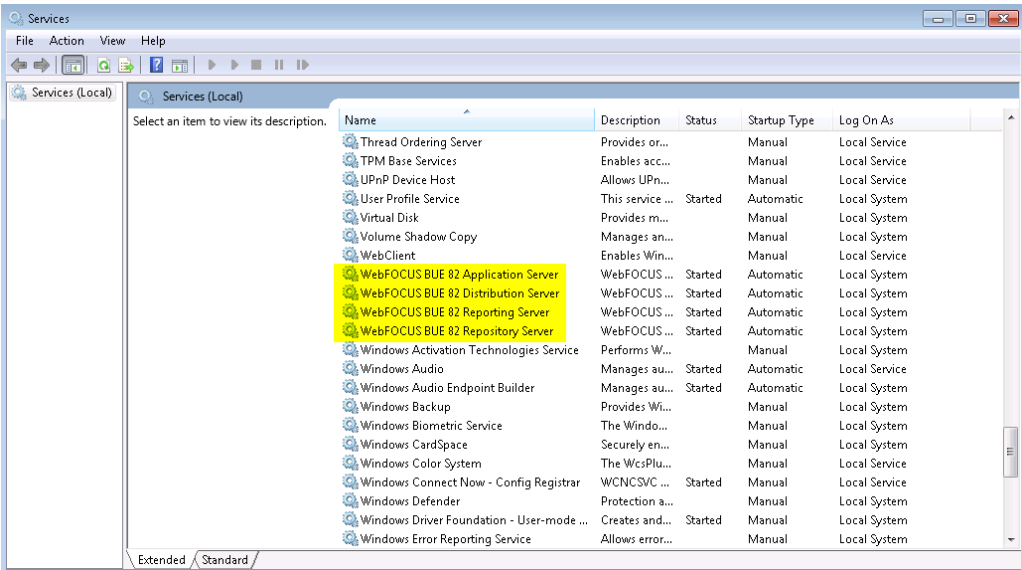 Services
File Action View Help
Services (Local)
Services (Local)
Select an item to view its description.
Name Description Status Startup Type Log On As
Thread Ordering Server Provides or... Manual Local Service
TPM Base Services Enables acc... Manual Local Service
UPnP Device Host Allows UPn... Manual Local Service
User Profile Service This service ... Started Automatic Local System
Virtual Disk Provides m... Manual Local System
Volume Shadow Copy Manages an... Manual Local System
WebClient Enables Win... Manual Local Service
WebFOCUS BUE 82 Application Server WebFOCUS ... Started Automatic Local System
WebFOCUS BUE 82 Distribution Server WebFOCUS ... Started Automatic Local System
WebFOCUS BUE 82 Reporting Server WebFOCUS ... Started Automatic Local System
WebFOCUS BUE 82 Repository Server WebFOCUS ... Started Automatic Local System
Windows Activation Technologies Service Performs W... Manual Local System
Windows Audio Manages au... Started Automatic Local Service
Windows Audio Endpoint Builder Manages au... Started Automatic Local System
Windows Backup Provides Wi... Manual Local System
Windows Biometric Service The Windo... Manual Local System
Windows CardSpace Securely en... Manual Local System
Windows Color System The WcsPlu... Manual Local Service
Windows Connect Now - Config Registrar WCNCSVC ... Started Manual Local Service
Windows Defender Protection a... Manual Local System
Windows Driver Foundation - User-mode ... Creates and... Started Manual Local System
Windows Error Reporting Service Allows error... Manual Local System
Extended Standard